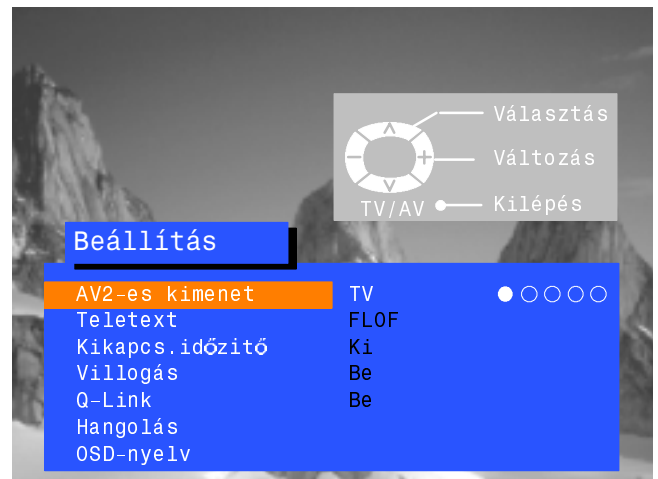 Választás
Változás
TV/AV Kilépés
Beállítás
AV2-es kimenet TV
Teletext FLOF
Kikapcs.időzitő Ki
Villogás Be
Q-Link Be
Hangolás
OSD-nyelv